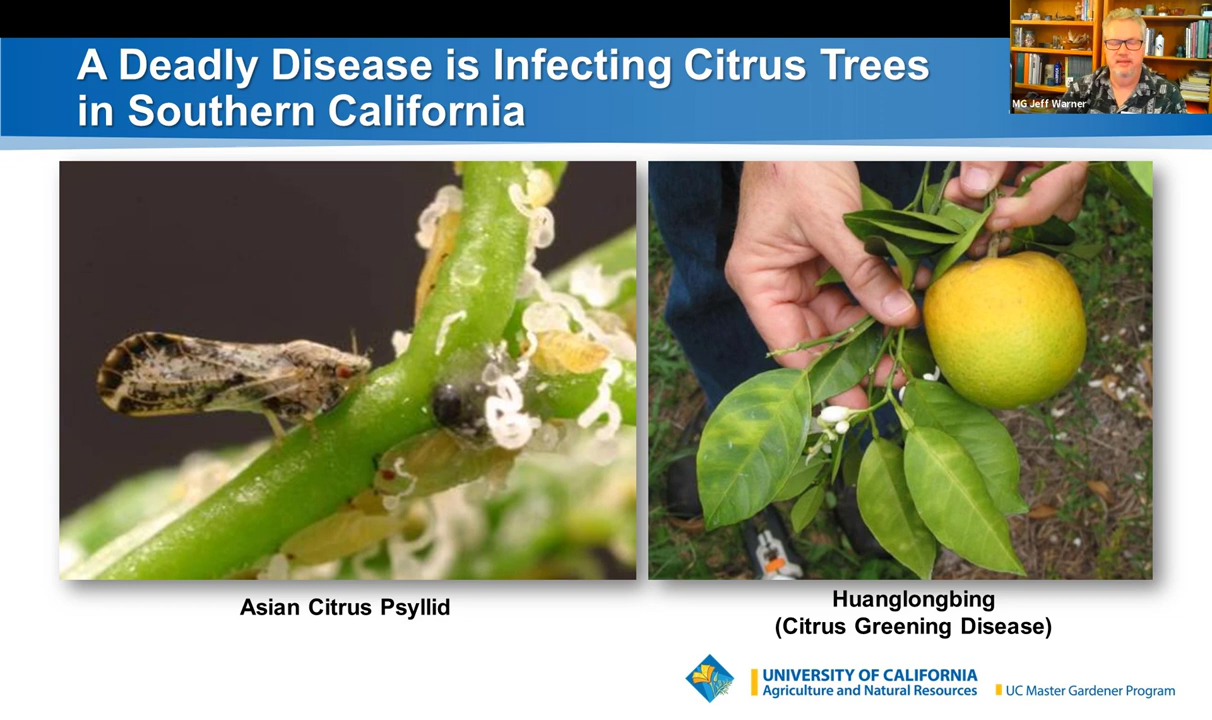 A Deadly Disease is Infecting Citrus Trees
in Southern California
MG Jeff Warner
Asian Citrus Psyllid
Huanglongbing
(Citrus Greening Disease)
UNIVERSITY OF CALIFORNIA
Agriculture and Natural Resources
UC Master Gardener Program